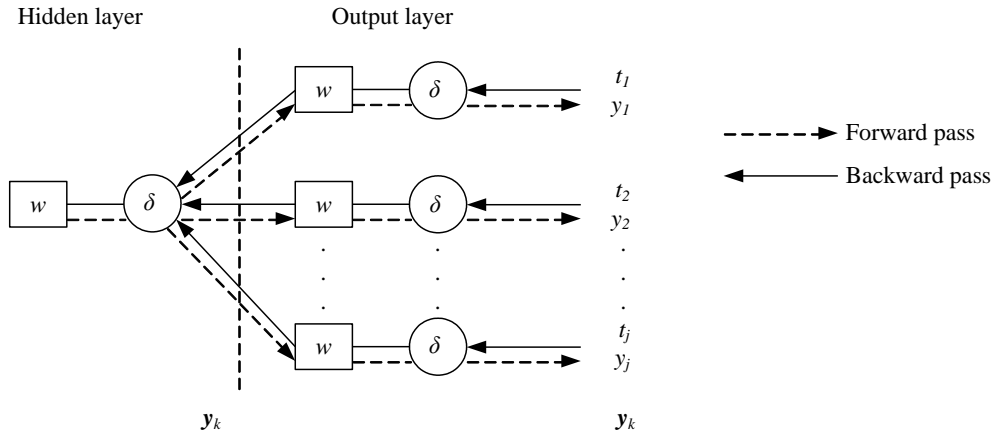 Hidden layer
Output layer
w δ t₁
y₁
Forward pass
Backward pass
w δ w δ t₂
y₂
. . .
. . .
. . .
w δ tⱼ
yⱼ
yₖ yₖ